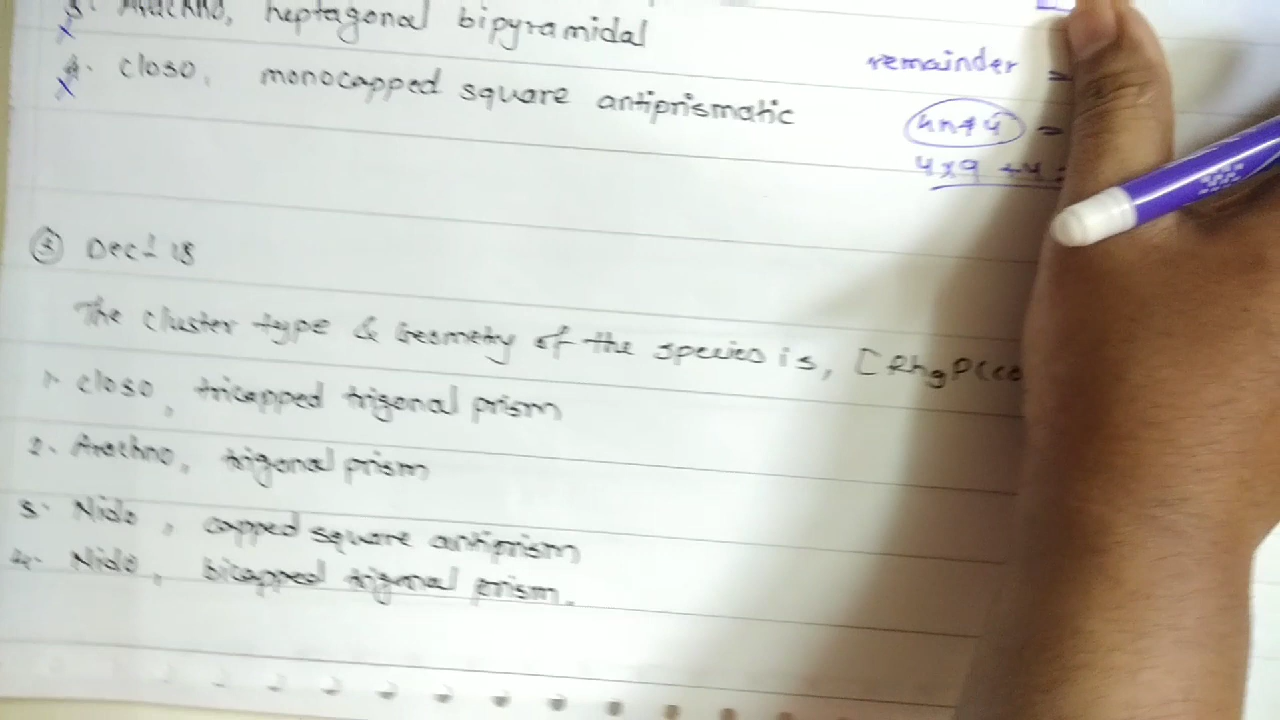 3. Arachno, heptagonal bipyramidal
x
4. closo, monocapped square antiprismatic
x
remainder =
4n+4 =
4x9 +4 =
③ Dec! 18
The cluster type & Geometry of the species is, [Rh9P(co
1. closo, tricapped trigonal prism
2. Arachno, trigonal prism
3. Nido, capped square antiprism
4. Nido, bicapped trigonal prism.